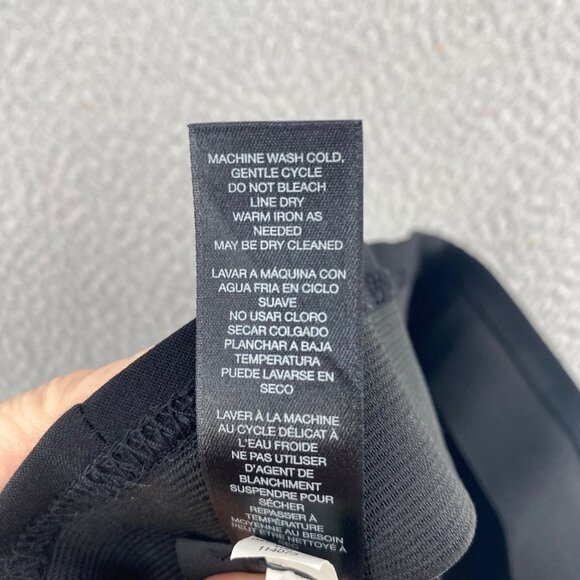 MACHINE WASH COLD,
GENTLE CYCLE
DO NOT BLEACH
LINE DRY
WARM IRON AS
NEEDED
MAY BE DRY CLEANED
LAVAR A MÁQUINA CON
AGUA FRIA EN CICLO
SUAVE
NO USAR CLORO
SECAR COLGADO
PLANCHAR A BAJA
TEMPERATURA
PUEDE LAVARSE EN
SECO
LAVER À LA MACHINE
AU CYCLE DÉLICAT À
L'EAU FROIDE
NE PAS UTILISER
D'AGENT DE
BLANCHIMENT
SUSPENDRE POUR
SÉCHER
REPASSER À
TEMPÉRATURE
MOYENNE AU BESOIN
PEUT ÊTRE NETTOYÉ À